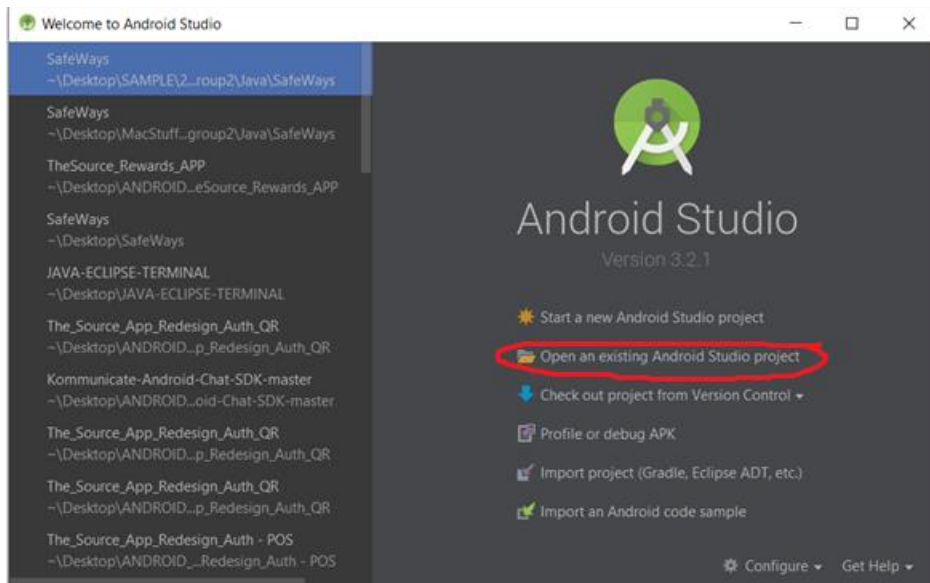 Welcome to Android Studio
SafeWays
~\Desktop\SAMPLE\2...roup2\Java\SafeWays
SafeWays
~\Desktop\MacStuff...group2\Java\SafeWays
TheSource_Rewards_APP
~\Desktop\ANDROID...eSource_Rewards_APP
SafeWays
~\Desktop\SafeWays
JAVA-ECLIPSE-TERMINAL
~\Desktop\JAVA-ECLIPSE-TERMINAL
The_Source_App_Redesign_Auth_QR
~\Desktop\ANDROID...p_Redesign_Auth_QR
Kommunicate-Android-Chat-SDK-master
~\Desktop\ANDROID...oid-Chat-SDK-master
The_Source_App_Redesign_Auth_QR
~\Desktop\ANDROID...p_Redesign_Auth_QR
The_Source_App_Redesign_Auth_QR
~\Desktop\ANDROID...p_Redesign_Auth_QR
The_Source_App_Redesign_Auth - POS
~\Desktop\ANDROID_...Redesign_Auth - POS
Android Studio
Version 3.2.1
Start a new Android Studio project
Open an existing Android Studio project
Check out project from Version Control
Profile or debug APK
Import project (Gradle, Eclipse ADT, etc.)
Import an Android code sample
Configure Get Help